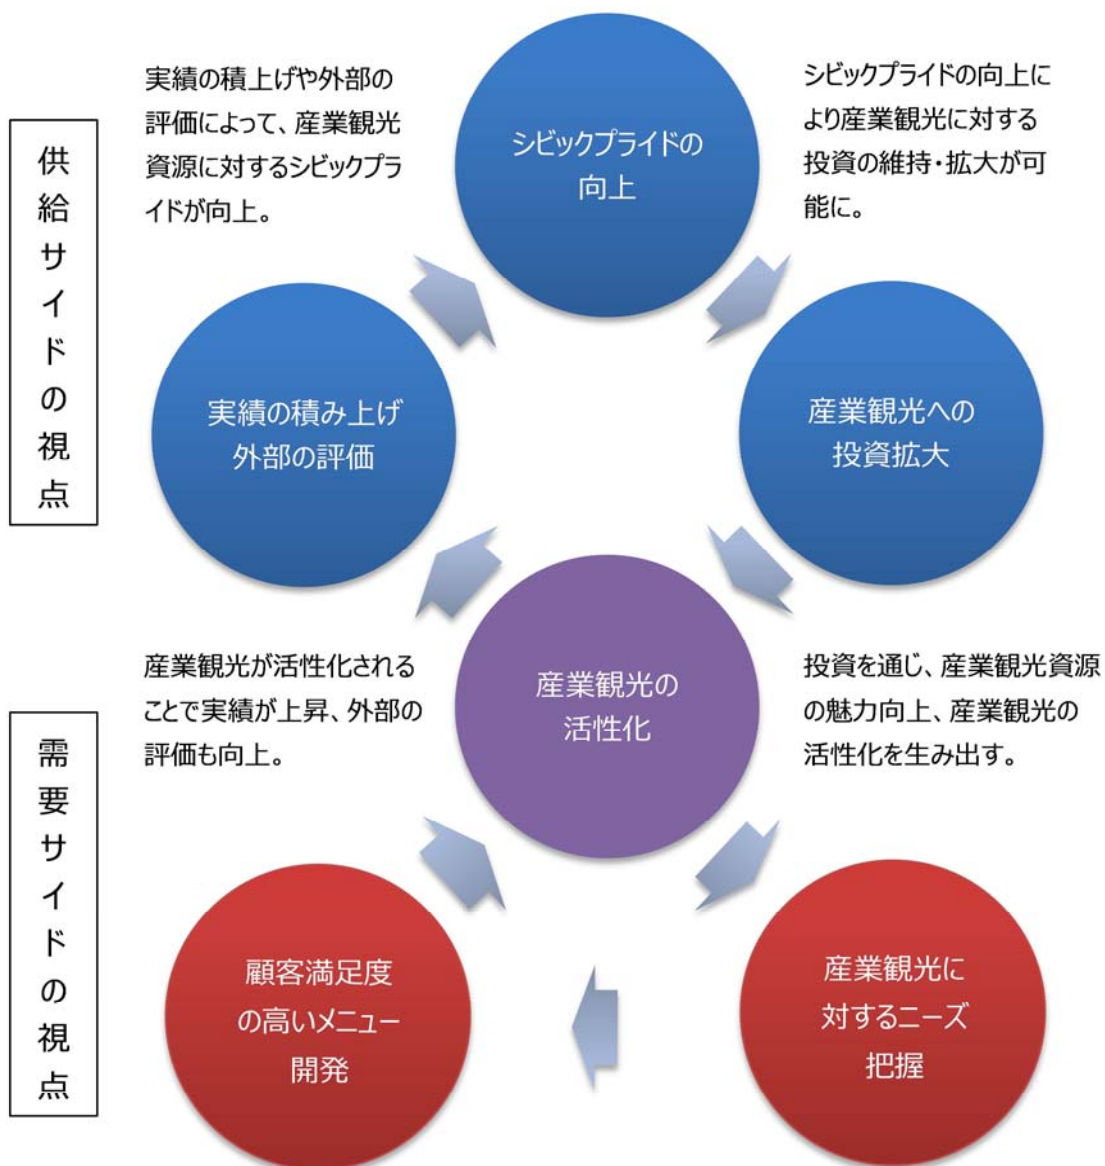 実績の積上げや外部の
評価によって、産業観光
資源に対するシビックプラ
イドが向上。
シビックプライドの
向上
シビックプライドの向上に
より産業観光に対する
投資の維持・拡大が可
能に。
供給サイドの視点
実績の積み上げ
外部の評価
産業観光への
投資拡大
産業観光が活性化される
ことで実績が上昇、外部の
評価も向上。
産業観光の
活性化
投資を通じ、産業観光資源
の魅力向上、産業観光の
活性化を生み出す。
需要サイドの視点
顧客満足度
の高いメニュー
開発
産業観光に
対するニーズ
把握